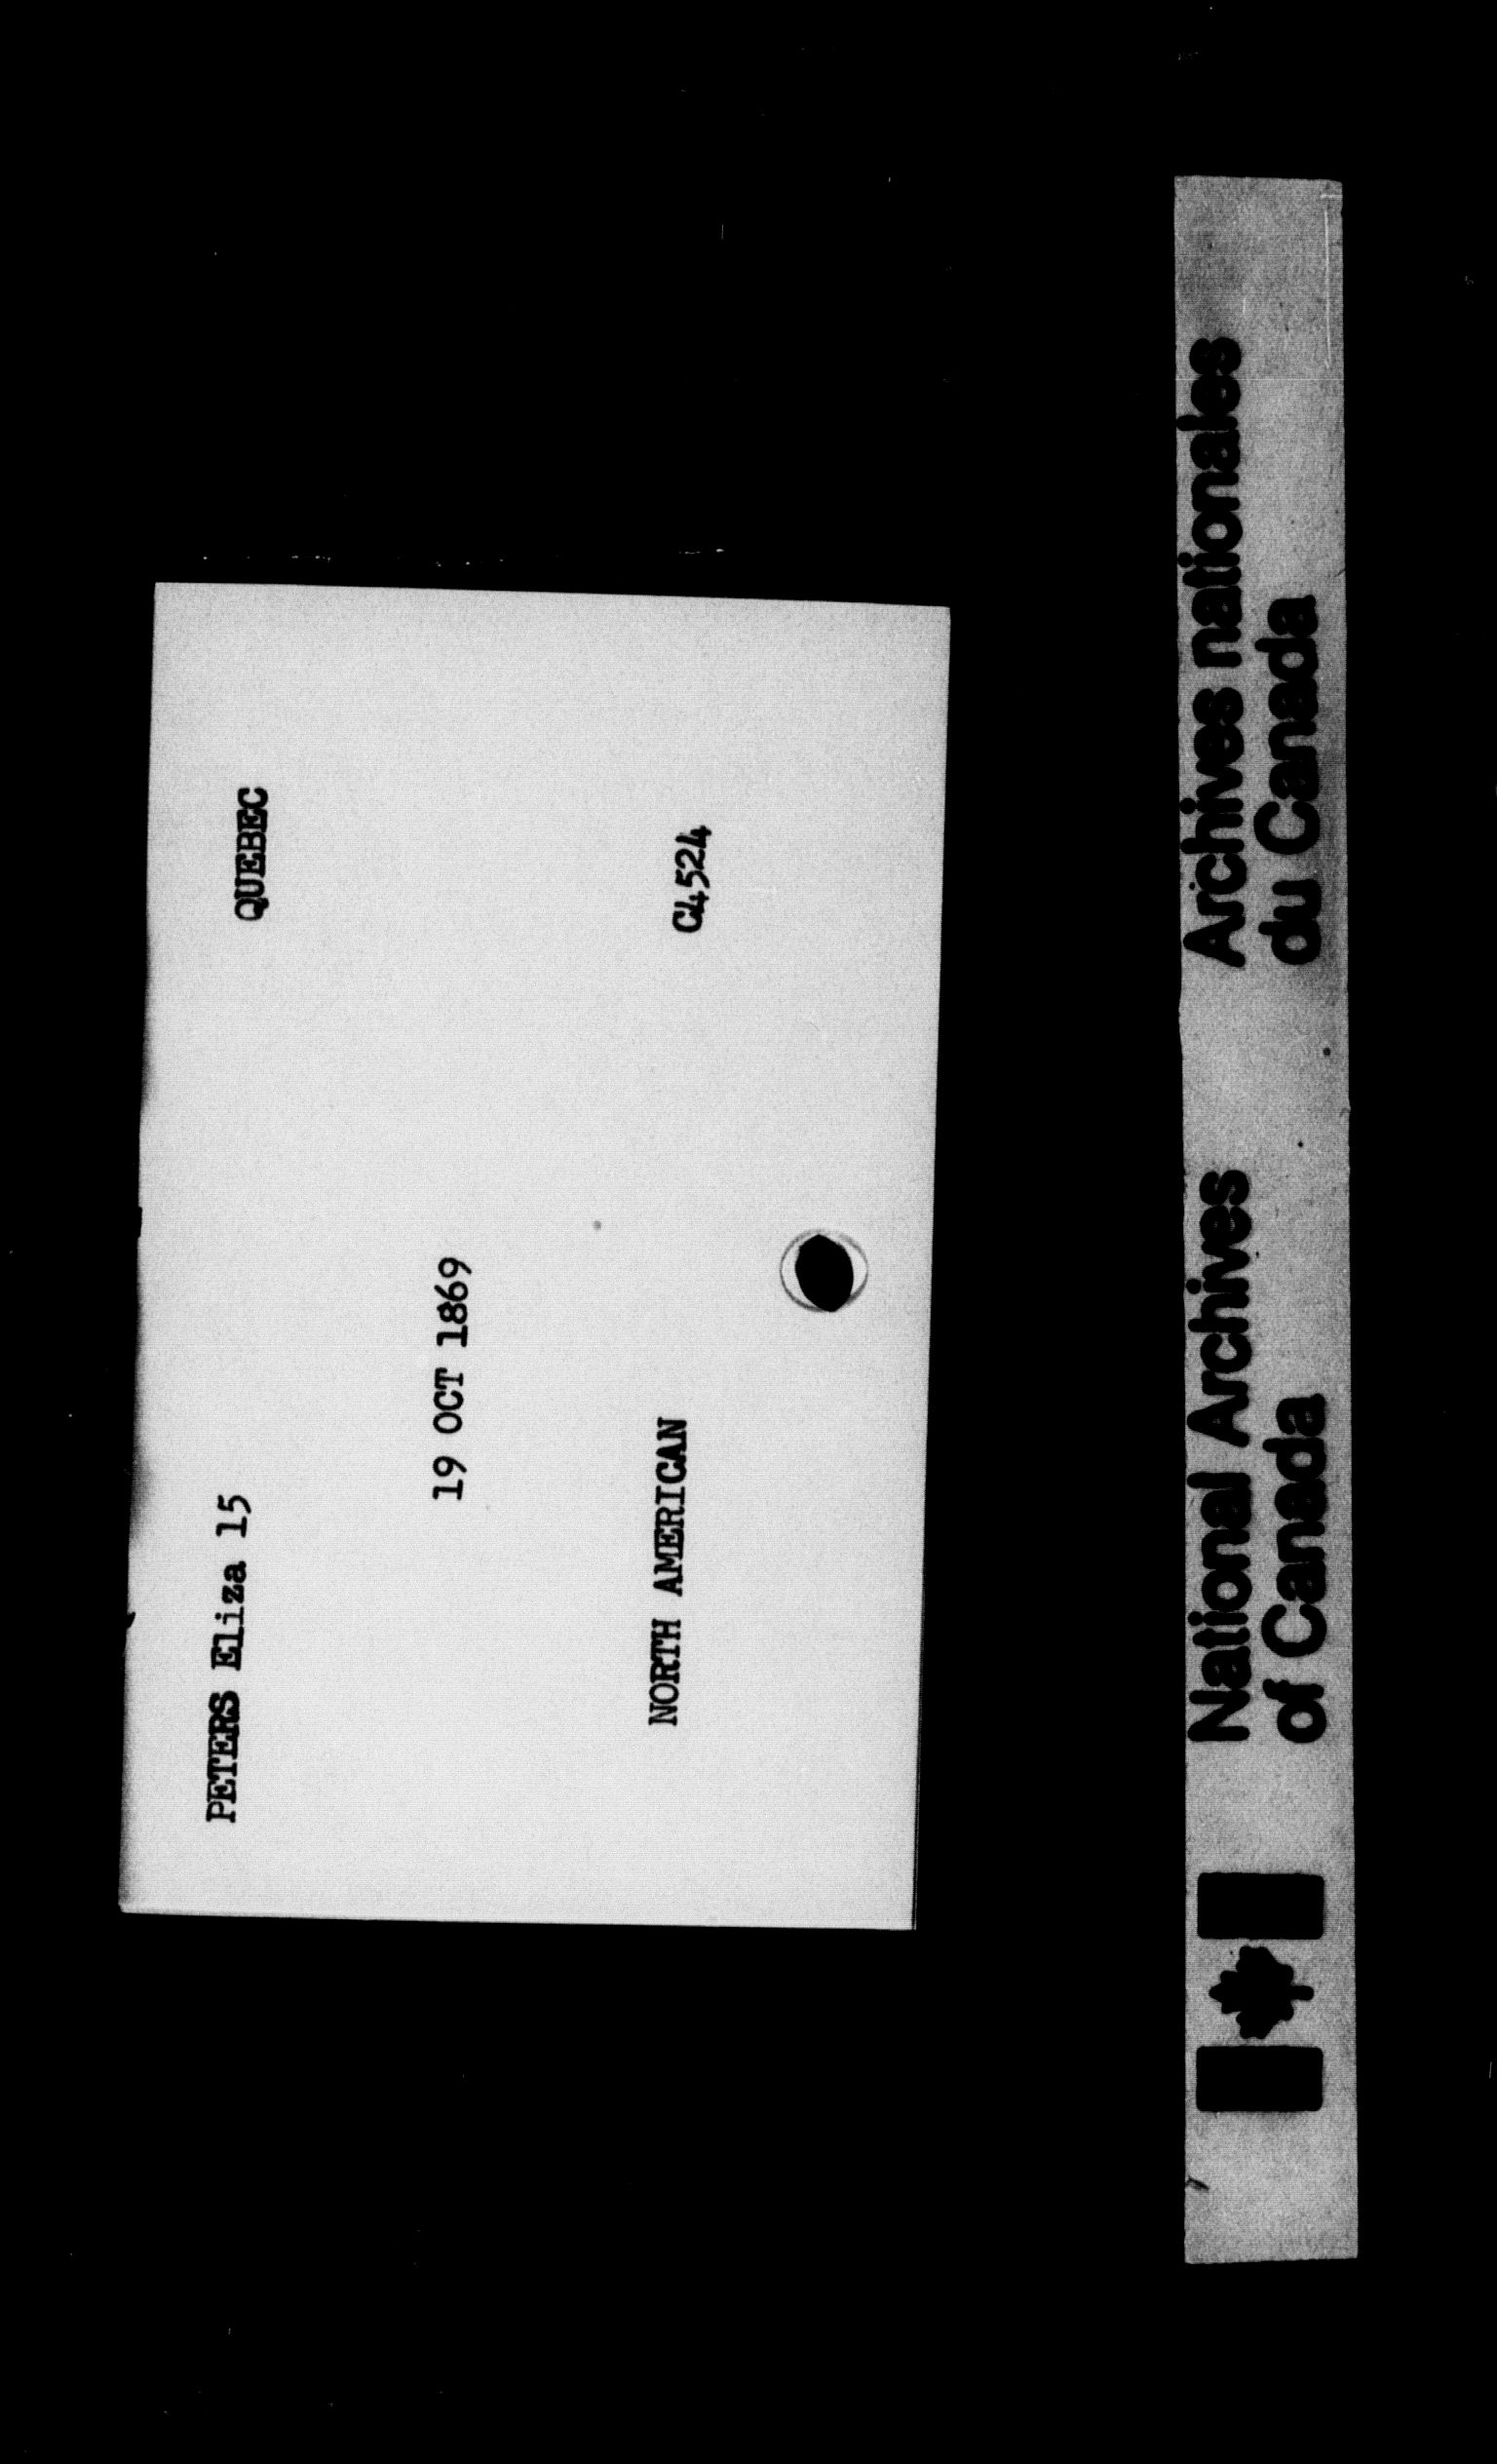 PETERS Eliza 15 QUEBEC
19 OCT 1869
NORTH AMERICAN C4524
National Archives
of Canada
Archives nationales
du Canada